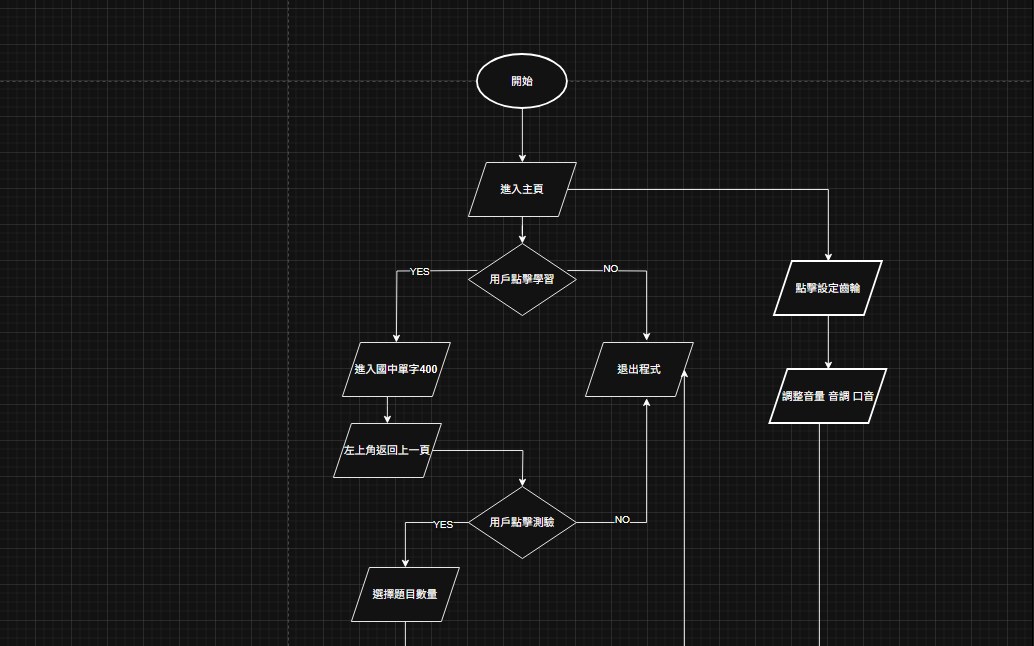 開始
進入主頁
用戶點擊學習
YES
NO
點擊設定齒輪
進入國中單字400
退出程式
調整音量 音調 口音
左上角返回上一頁
用戶點擊測驗
YES
NO
選擇題目數量